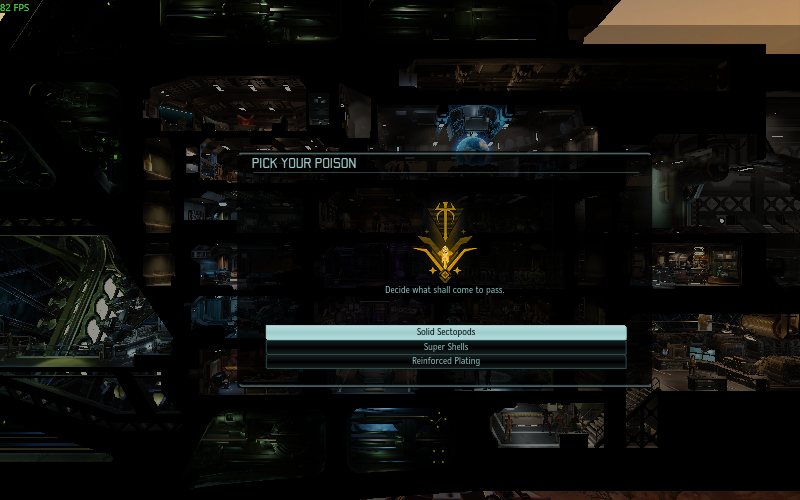 82 FPS
PICK YOUR POISON
Decide what shall come to pass.
Solid Sectopods
Super Shells
Reinforced Plating